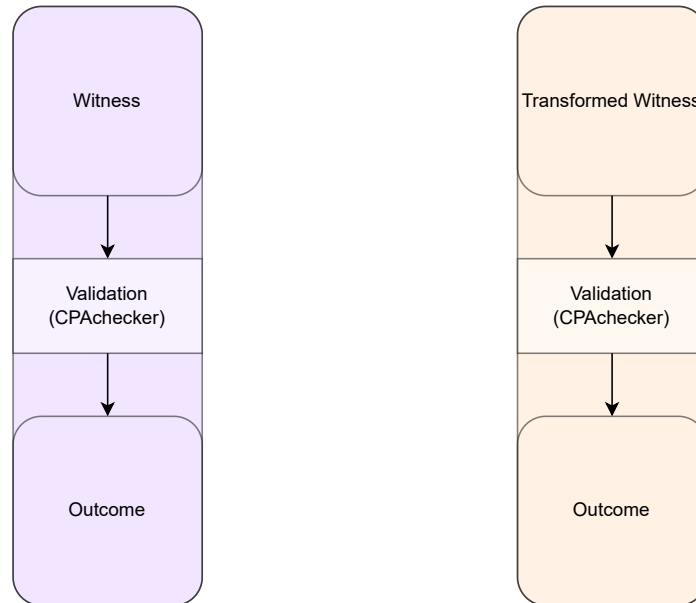 Witness
Transformed Witness
Validation
(CPAchecker)
Validation
(CPAchecker)
Outcome
Outcome